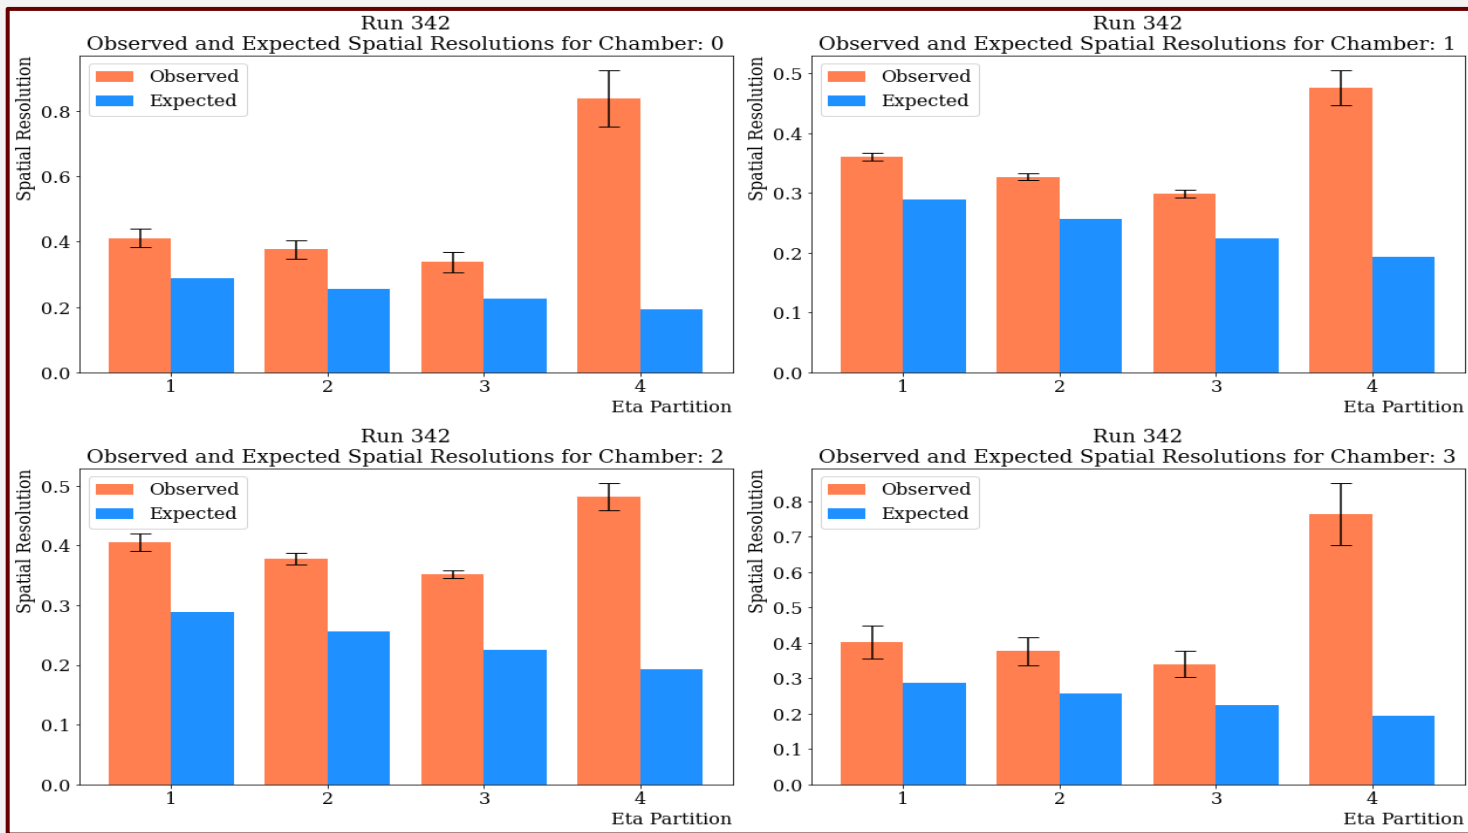 Run 342
Observed and Expected Spatial Resolutions for Chamber: 0
Observed
Expected
Spatial Resolution
0.8
0.6
0.4
0.2
0.0
1 2 3 4
Eta Partition
Run 342
Observed and Expected Spatial Resolutions for Chamber: 1
Observed
Expected
Spatial Resolution
0.5
0.4
0.3
0.2
0.1
0.0
1 2 3 4
Eta Partition
Run 342
Observed and Expected Spatial Resolutions for Chamber: 2
Observed
Expected
Spatial Resolution
0.5
0.4
0.3
0.2
0.1
0.0
1 2 3 4
Eta Partition
Run 342
Observed and Expected Spatial Resolutions for Chamber: 3
Observed
Expected
Spatial Resolution
0.8
0.7
0.6
0.5
0.4
0.3
0.2
0.1
0.0
1 2 3 4
Eta Partition